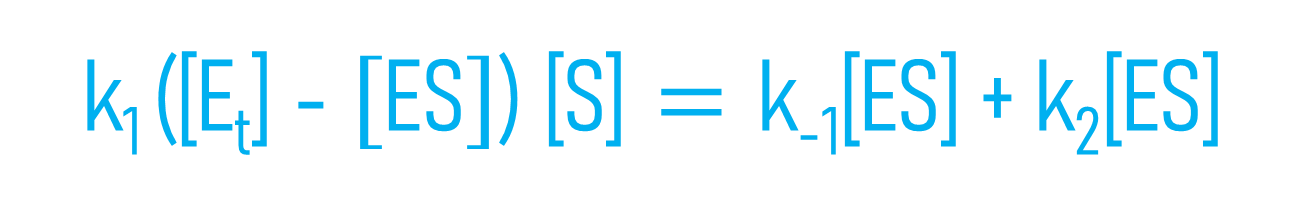 k₁([Eₜ] - [ES]) [S] = k₋₁[ES] + k₂[ES]